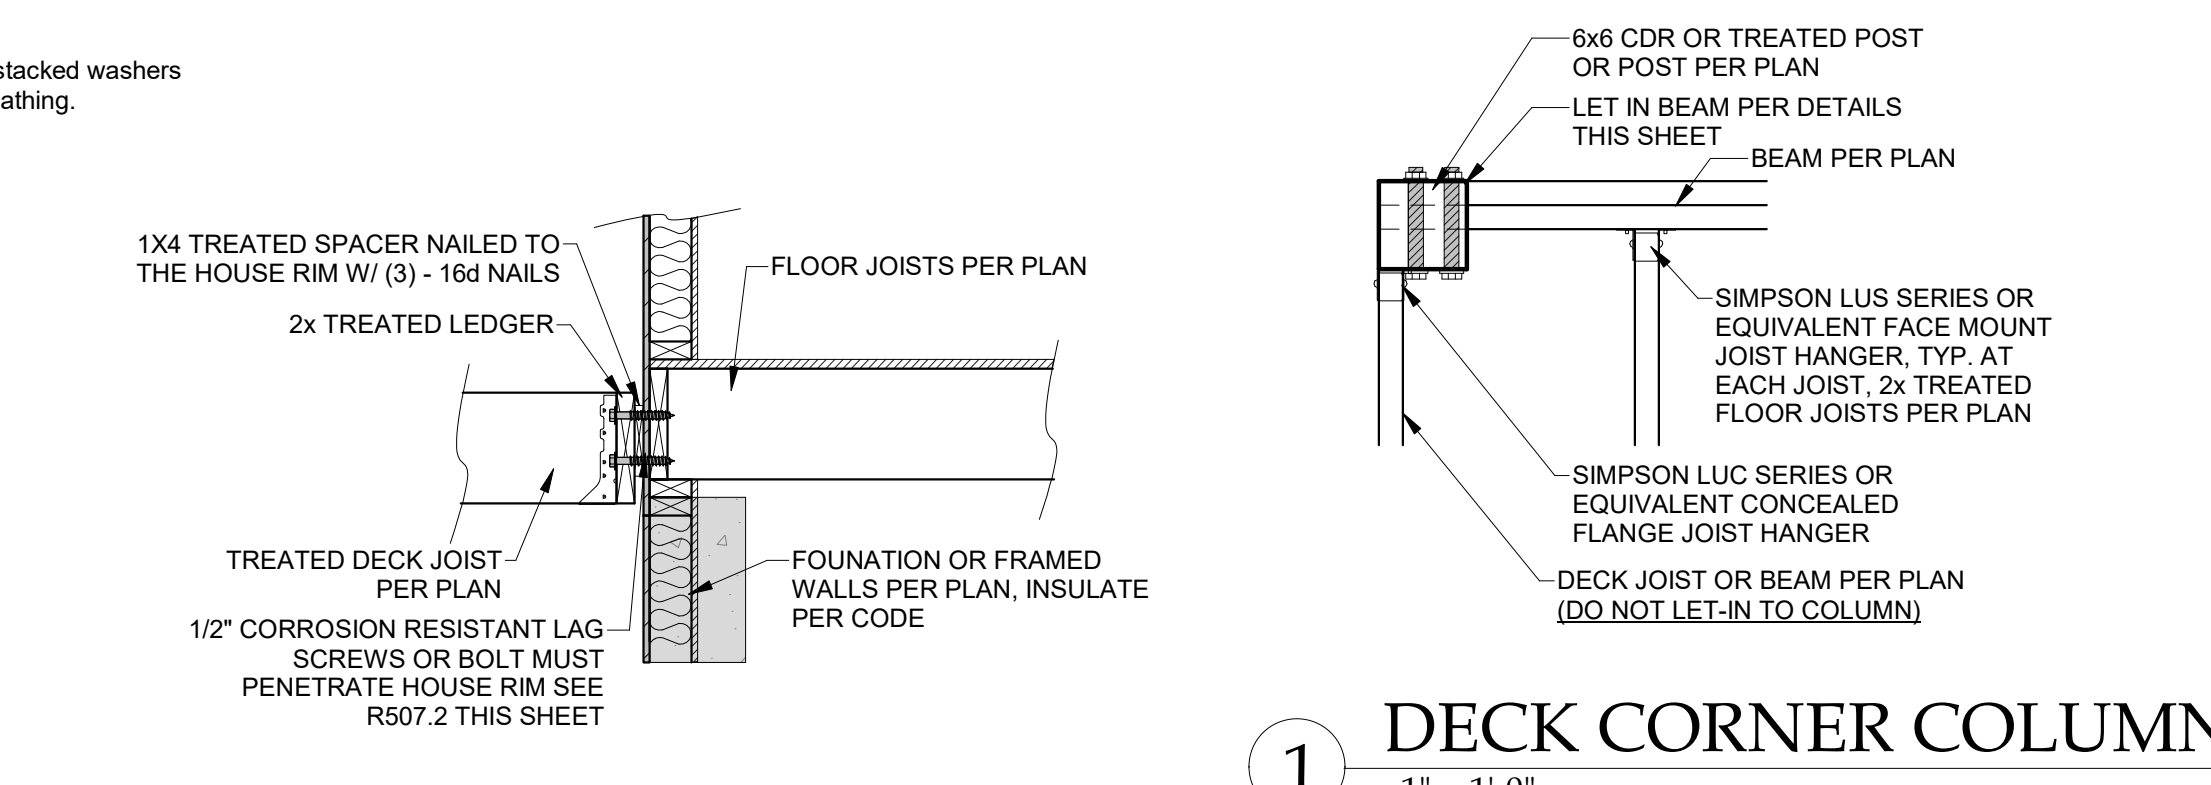 stacked washers
athing.
1X4 TREATED SPACER NAILED TO
THE HOUSE RIM W/ (3) - 16d NAILS
2x TREATED LEDGER
FLOOR JOISTS PER PLAN
TREATED DECK JOIST
PER PLAN
1/2" CORROSION RESISTANT LAG
SCREWS OR BOLT MUST
PENETRATE HOUSE RIM SEE
R507.2 THIS SHEET
FOUNATION OR FRAMED
WALLS PER PLAN, INSULATE
PER CODE
6x6 CDR OR TREATED POST
OR POST PER PLAN
LET IN BEAM PER DETAILS
THIS SHEET
BEAM PER PLAN
SIMPSON LUS SERIES OR
EQUIVALENT FACE MOUNT
JOIST HANGER, TYP. AT
EACH JOIST, 2x TREATED
FLOOR JOISTS PER PLAN
SIMPSON LUC SERIES OR
EQUIVALENT CONCEALED
FLANGE JOIST HANGER
DECK JOIST OR BEAM PER PLAN
(DO NOT LET-IN TO COLUMN)
1
DECK CORNER COLUMN
1" = 1'-0"